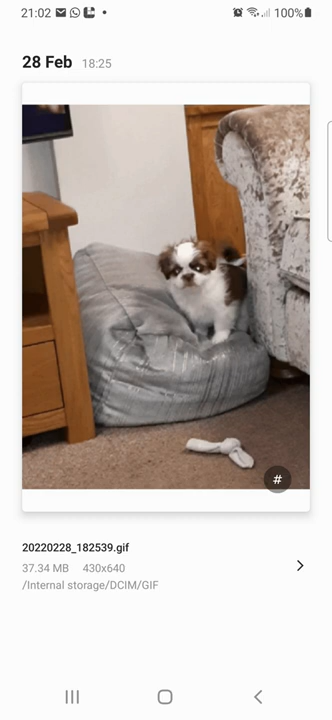 21:02
100%
28 Feb 18:25
#
20220228_182539.gif
37.34 MB 430x640
/Internal storage/DCIM/GIF